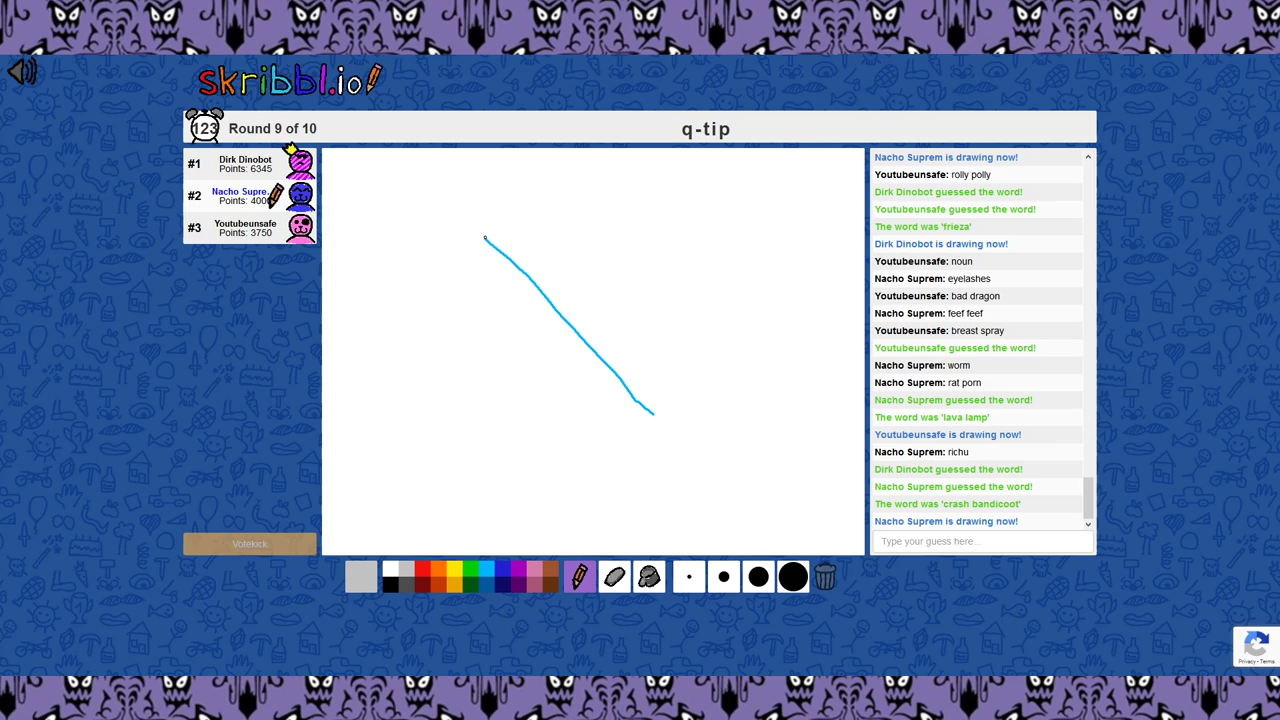 skribbl.io
123
Round 9 of 10
q-tip
#1
Dirk Dinobot
Points: 6345
#2
Nacho Supre...
Points: 400
#3
Youtubeunsafe
Points: 3750
Votekick
Nacho Suprem is drawing now!
Youtubeunsafe: rolly polly
Dirk Dinobot guessed the word!
Youtubeunsafe guessed the word!
The word was 'frieza'
Dirk Dinobot is drawing now!
Youtubeunsafe: noun
Nacho Suprem: eyelashes
Youtubeunsafe: bad dragon
Nacho Suprem: feef feef
Youtubeunsafe: breast spray
Youtubeunsafe guessed the word!
Nacho Suprem: worm
Nacho Suprem: rat porn
Nacho Suprem guessed the word!
The word was 'lava lamp'
Youtubeunsafe is drawing now!
Nacho Suprem: richu
Dirk Dinobot guessed the word!
Nacho Suprem guessed the word!
The word was 'crash bandicoot'
Nacho Suprem is drawing now!
Type your guess here...
Privacy - Terms